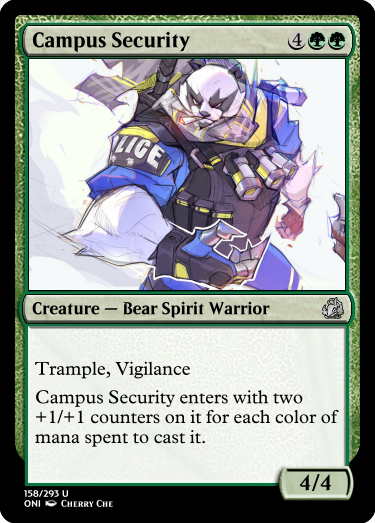 Campus Security 4
LICE
Creature — Bear Spirit Warrior
Trample, Vigilance
Campus Security enters with two
+1/+1 counters on it for each color of
mana spent to cast it.
4/4
158/293 U
ONI Cherry Che